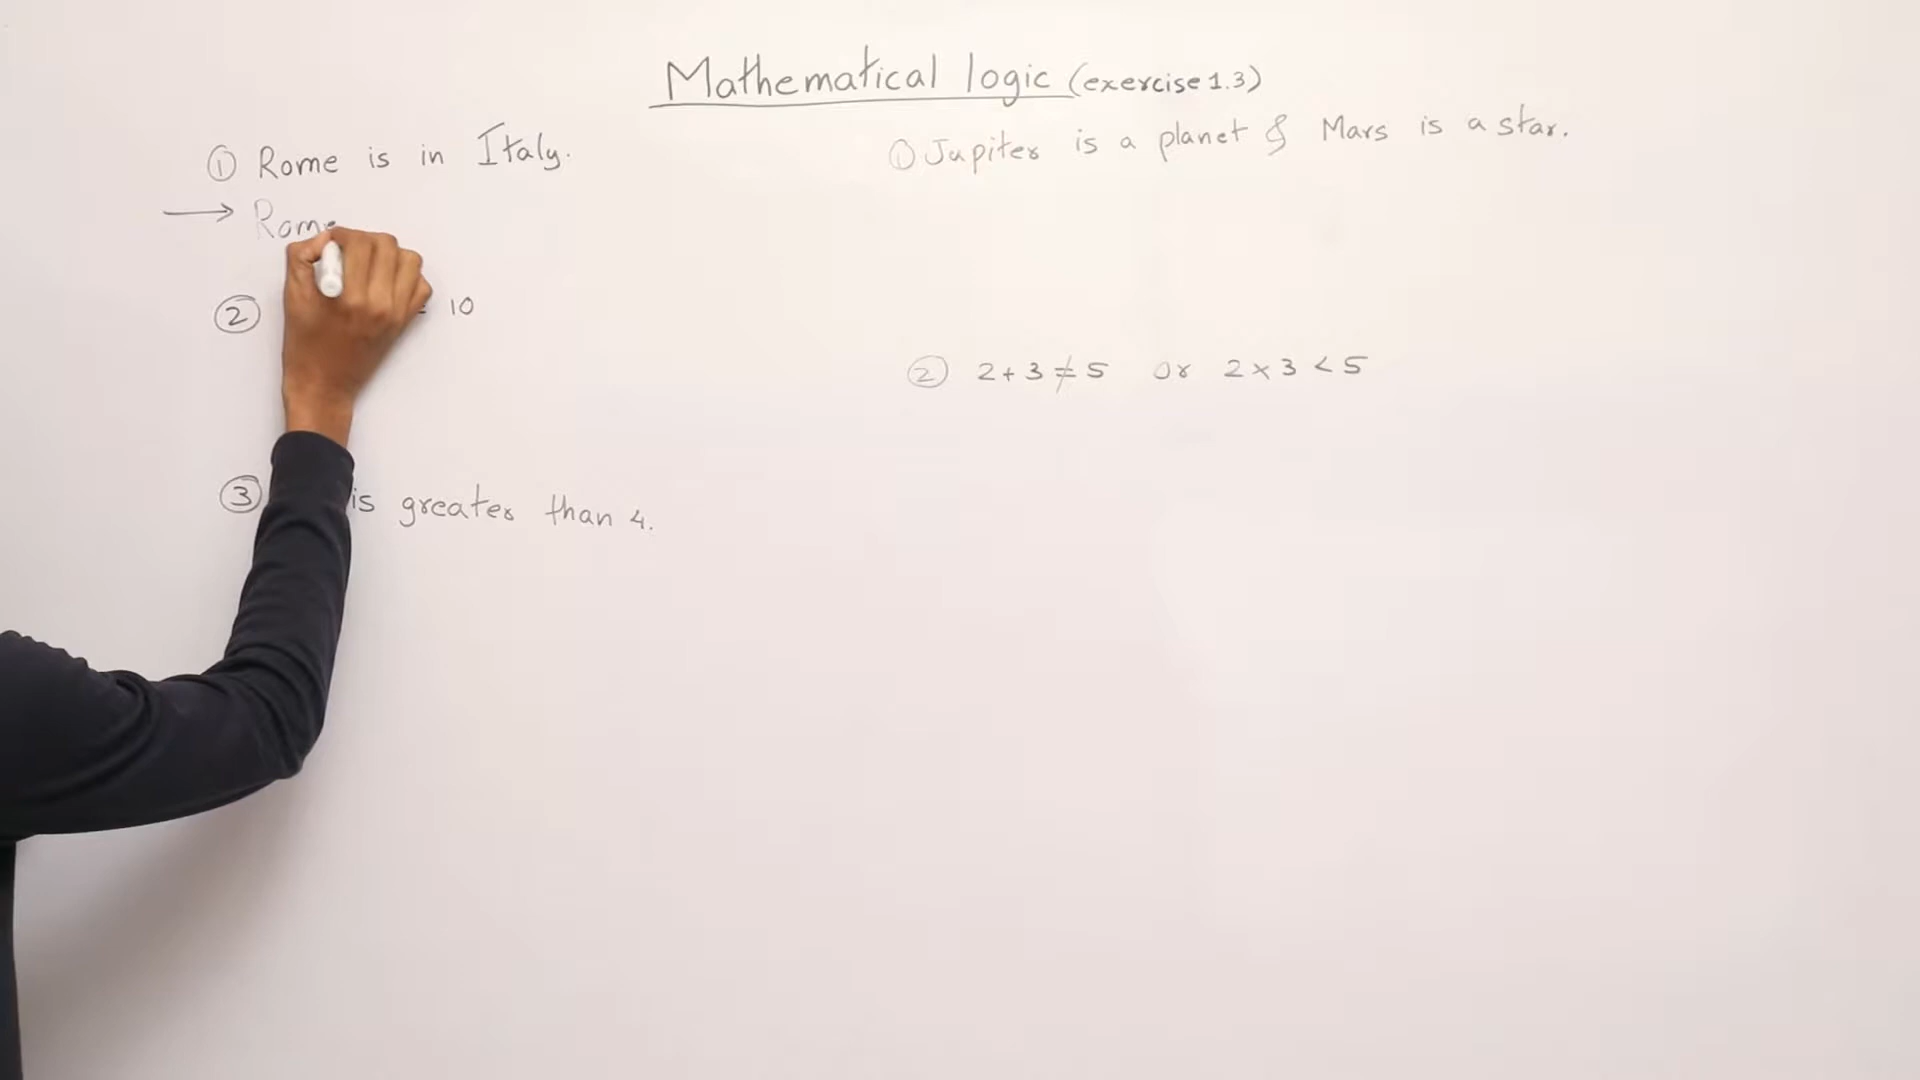 Mathematical logic (exercise 1.3)
① Rome is in Italy.
→ Rome
② = 10
③ is greater than 4.
① Jupiter is a planet & Mars is a star.
② 2 + 3 ≠ 5 or 2 × 3 < 5